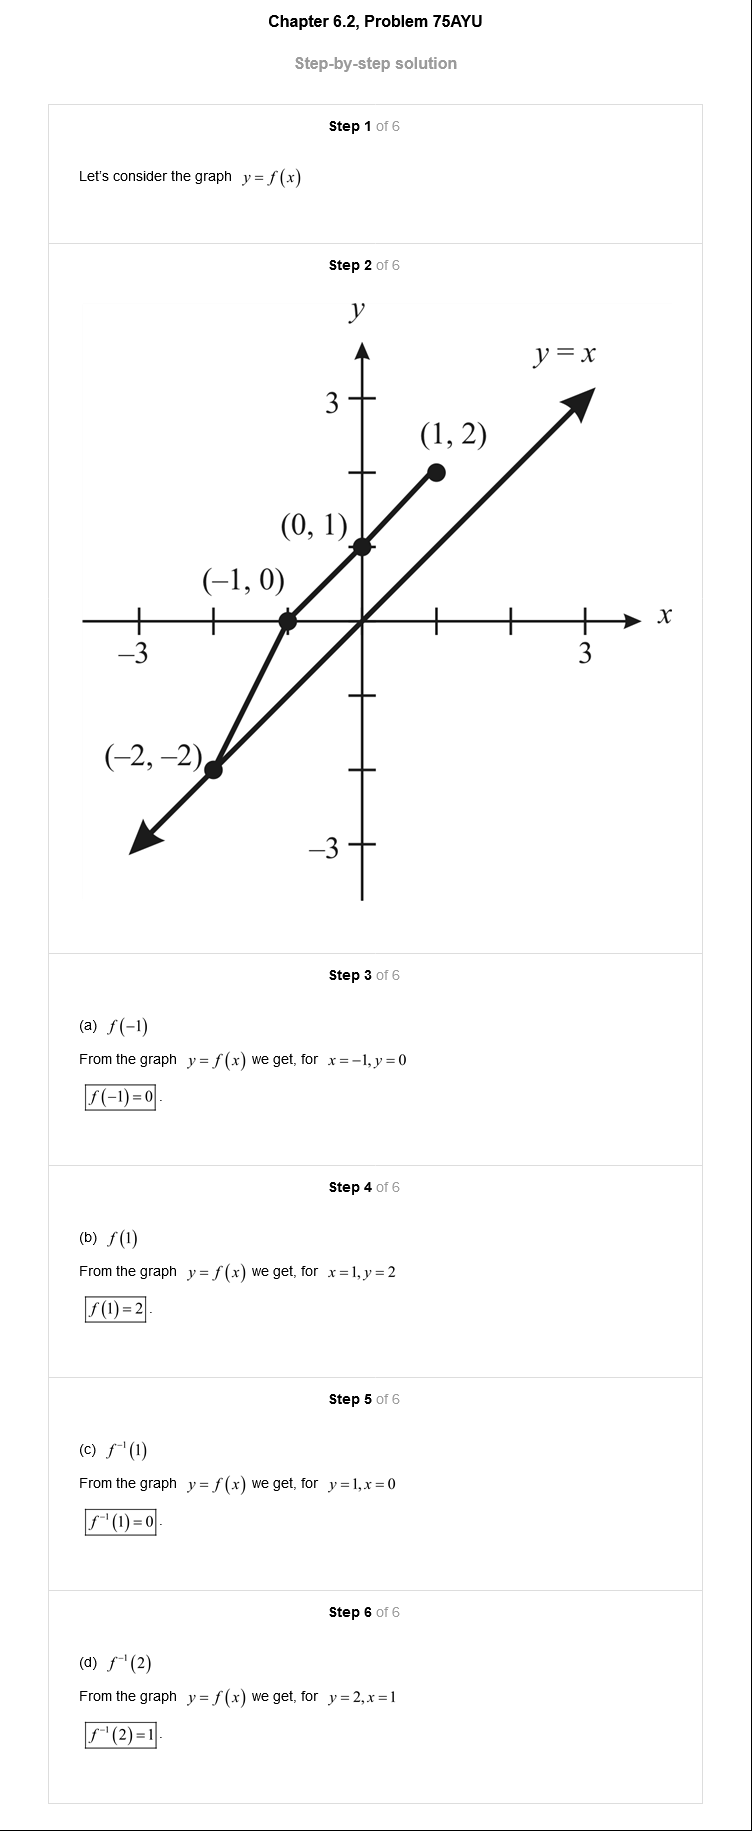 Chapter 6.2, Problem 75AYU
Step-by-step solution
Step 1 of 6
Let's consider the graph y = f(x)
Step 2 of 6
y
y = x
3
(1, 2)
(0, 1)
(–1, 0)
x
–3
3
(–2, –2)
–3
Step 3 of 6
(a) f(−1)
From the graph y = f(x) we get, for x = −1, y = 0
f(−1) = 0.
Step 4 of 6
(b) f(1)
From the graph y = f(x) we get, for x = 1, y = 2
f(1) = 2.
Step 5 of 6
(c) f⁻¹(1)
From the graph y = f(x) we get, for y = 1, x = 0
f⁻¹(1) = 0.
Step 6 of 6
(d) f⁻¹(2)
From the graph y = f(x) we get, for y = 2, x = 1
f⁻¹(2) = 1.